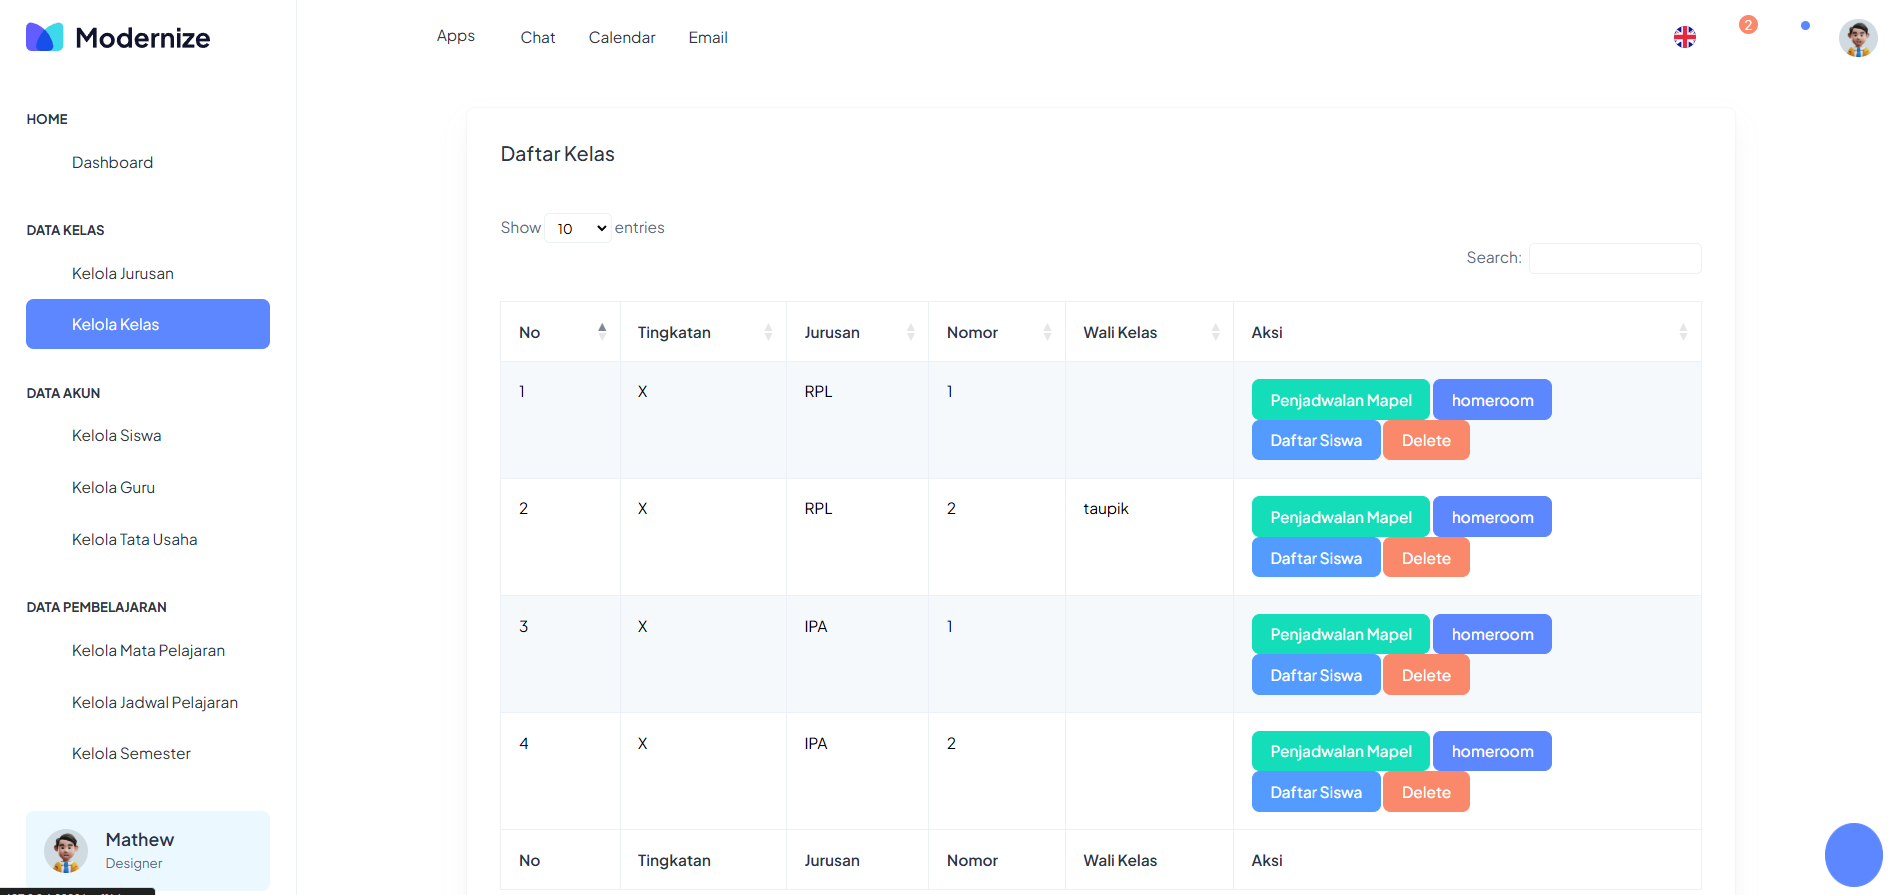 Modernize
Apps Chat Calendar Email
2
HOME
Dashboard
DATA KELAS
Kelola Jurusan
Kelola Kelas
DATA AKUN
Kelola Siswa
Kelola Guru
Kelola Tata Usaha
DATA PEMBELAJARAN
Kelola Mata Pelajaran
Kelola Jadwal Pelajaran
Kelola Semester
Mathew
Designer
Daftar Kelas
Show 10 entries
Search:
No Tingkatan Jurusan Nomor Wali Kelas Aksi
1 X RPL 1 Penjadwalan Mapel homeroom
Daftar Siswa Delete
2 X RPL 2 taupik Penjadwalan Mapel homeroom
Daftar Siswa Delete
3 X IPA 1 Penjadwalan Mapel homeroom
Daftar Siswa Delete
4 X IPA 2 Penjadwalan Mapel homeroom
Daftar Siswa Delete
No Tingkatan Jurusan Nomor Wali Kelas Aksi